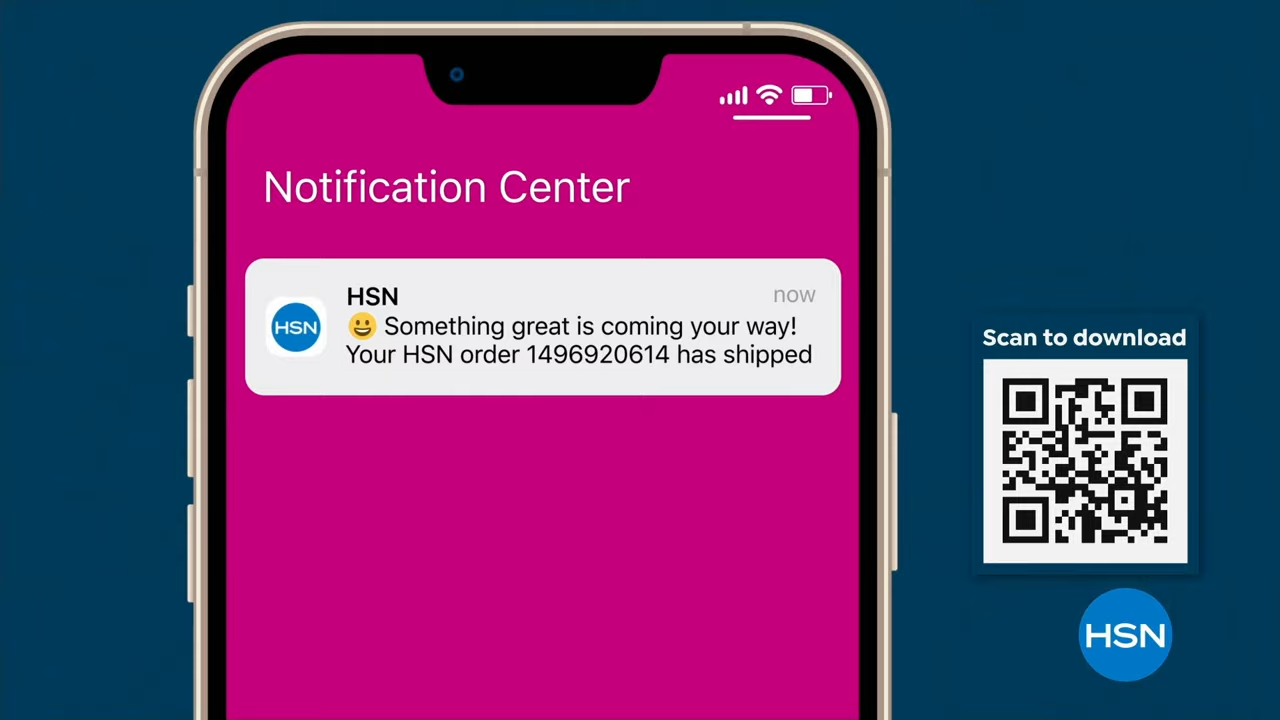 Notification Center
HSN
now
HSN
😀 Something great is coming your way!
Your HSN order 1496920614 has shipped
Scan to download
HSN